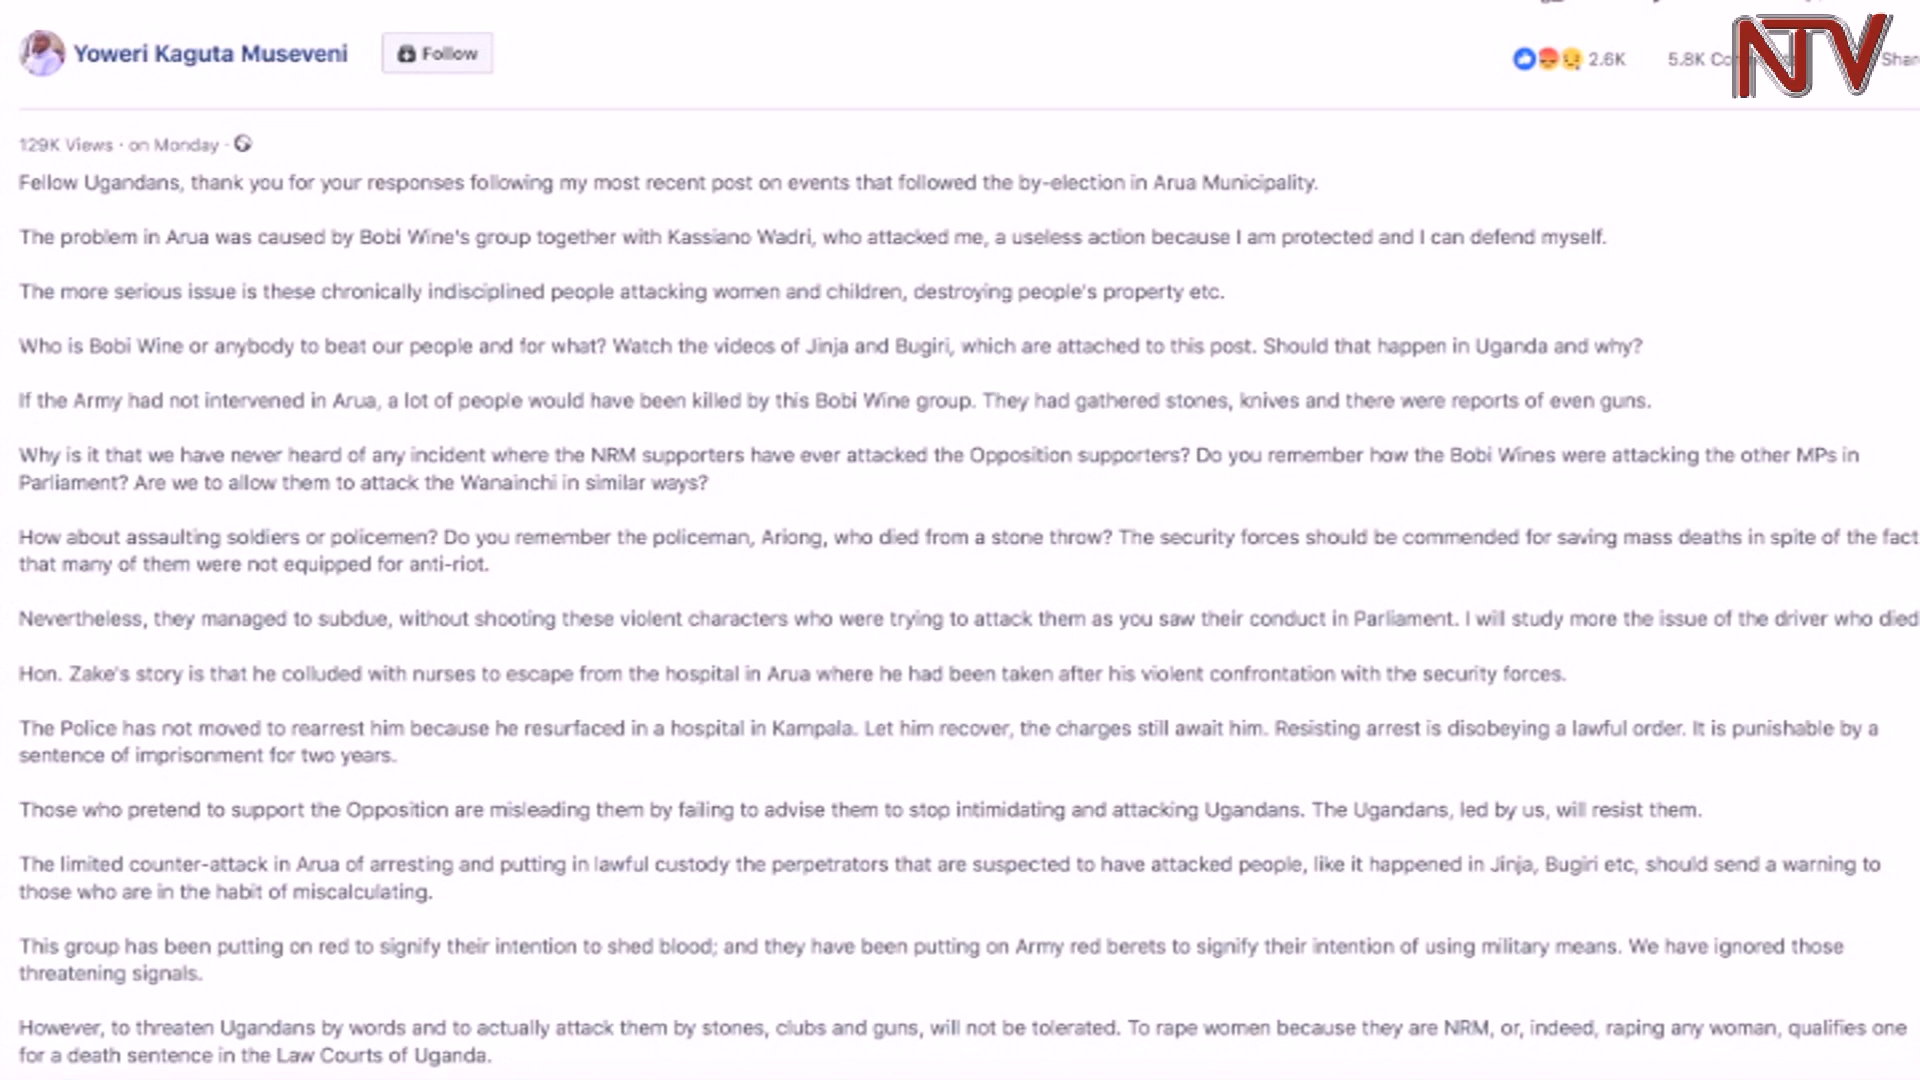 Yoweri Kaguta Museveni
Follow
2.6K
5.8K
NTV
129K Views · on Monday ·
Fellow Ugandans, thank you for your responses following my most recent post on events that followed the by-election in Arua Municipality.
The problem in Arua was caused by Bobi Wine's group together with Kassiano Wadri, who attacked me, a useless action because I am protected and I can defend myself.
The more serious issue is these chronically indisciplined people attacking women and children, destroying people's property etc.
Who is Bobi Wine or anybody to beat our people and for what? Watch the videos of Jinja and Bugiri, which are attached to this post. Should that happen in Uganda and why?
If the Army had not intervened in Arua, a lot of people would have been killed by this Bobi Wine group. They had gathered stones, knives and there were reports of even guns.
Why is it that we have never heard of any incident where the NRM supporters have ever attacked the Opposition supporters? Do you remember how the Bobi Wines were attacking the other MPs in
Parliament? Are we to allow them to attack the Wanainchi in similar ways?
How about assaulting soldiers or policemen? Do you remember the policeman, Ariong, who died from a stone throw? The security forces should be commended for saving mass deaths in spite of the fact
that many of them were not equipped for anti-riot.
Nevertheless, they managed to subdue, without shooting these violent characters who were trying to attack them as you saw their conduct in Parliament. I will study more the issue of the driver who died
Hon. Zake's story is that he colluded with nurses to escape from the hospital in Arua where he had been taken after his violent confrontation with the security forces.
The Police has not moved to rearrest him because he resurfaced in a hospital in Kampala. Let him recover, the charges still await him. Resisting arrest is disobeying a lawful order. It is punishable by a
sentence of imprisonment for two years.
Those who pretend to support the Opposition are misleading them by failing to advise them to stop intimidating and attacking Ugandans. The Ugandans, led by us, will resist them.
The limited counter-attack in Arua of arresting and putting in lawful custody the perpetrators that are suspected to have attacked people, like it happened in Jinja, Bugiri etc, should send a warning to
those who are in the habit of miscalculating.
This group has been putting on red to signify their intention to shed blood; and they have been putting on Army red berets to signify their intention of using military means. We have ignored those
threatening signals.
However, to threaten Ugandans by words and to actually attack them by stones, clubs and guns, will not be tolerated. To rape women because they are NRM, or, indeed, raping any woman, qualifies one
for a death sentence in the Law Courts of Uganda.